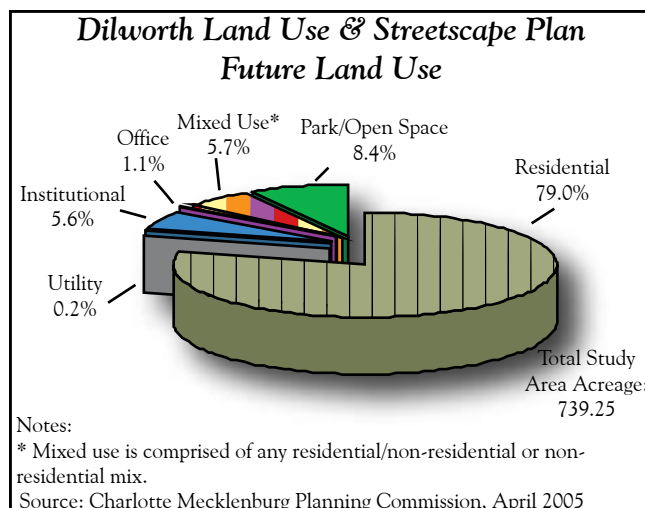 Dilworth Land Use & Streetscape Plan
Future Land Use
Mixed Use*
5.7%
Park/Open Space
8.4%
Office
1.1%
Residential
79.0%
Institutional
5.6%
Utility
0.2%
Total Study
Area Acreage:
739.25
Notes:
* Mixed use is comprised of any residential/non-residential or non-
residential mix.
Source: Charlotte Mecklenburg Planning Commission, April 2005